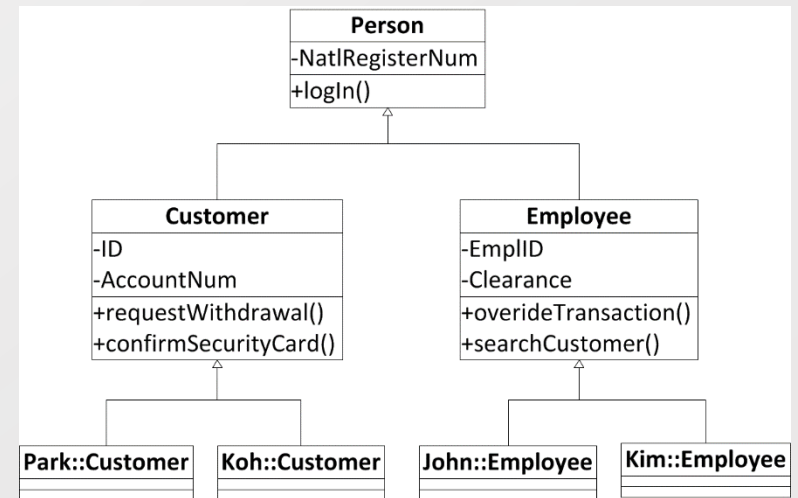 Person
-NatlRegisterNum
+logIn()
Customer
-ID
-AccountNum
+requestWithdrawal()
+confirmSecurityCard()
Employee
-EmplID
-Clearance
+overideTransaction()
+searchCustomer()
Park::Customer
Koh::Customer
John::Employee
Kim::Employee